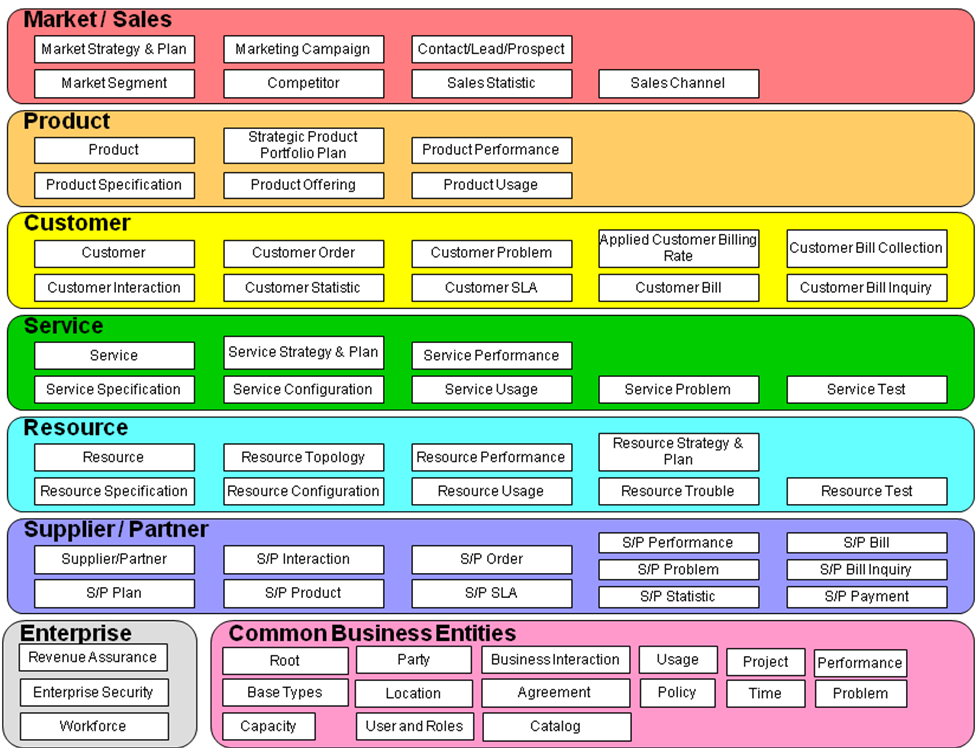 Market / Sales
Market Strategy & Plan
Marketing Campaign
Contact/Lead/Prospect
Market Segment
Competitor
Sales Statistic
Sales Channel
Product
Product
Strategic Product
Portfolio Plan
Product Performance
Product Specification
Product Offering
Product Usage
Customer
Customer
Customer Order
Customer Problem
Applied Customer Billing
Rate
Customer Bill Collection
Customer Interaction
Customer Statistic
Customer SLA
Customer Bill
Customer Bill Inquiry
Service
Service
Service Strategy & Plan
Service Performance
Service Specification
Service Configuration
Service Usage
Service Problem
Service Test
Resource
Resource
Resource Topology
Resource Performance
Resource Strategy &
Plan
Resource Specification
Resource Configuration
Resource Usage
Resource Trouble
Resource Test
Supplier / Partner
Supplier/Partner
S/P Interaction
S/P Order
S/P Performance
S/P Bill
S/P Problem
S/P Bill Inquiry
S/P Plan
S/P Product
S/P SLA
S/P Statistic
S/P Payment
Enterprise
Revenue Assurance
Enterprise Security
Workforce
Common Business Entities
Root
Party
Business Interaction
Usage
Project
Performance
Base Types
Location
Agreement
Policy
Time
Problem
Capacity
User and Roles
Catalog